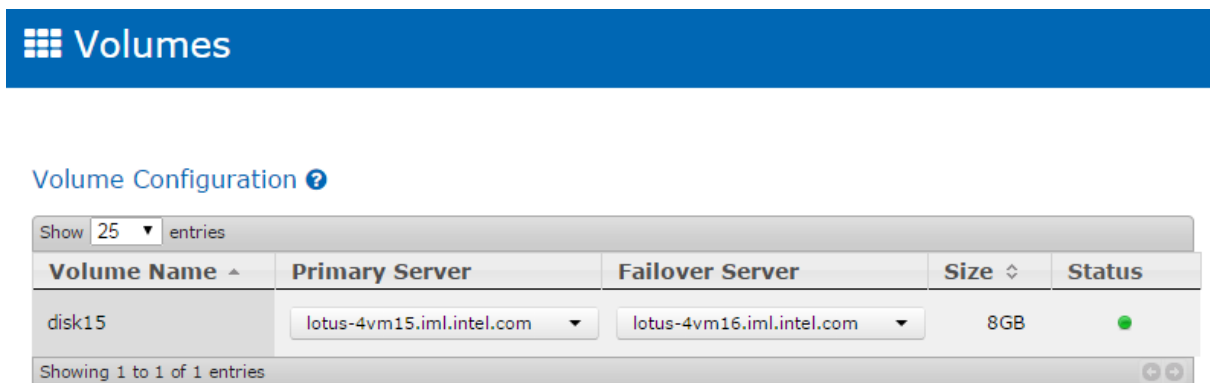 Volumes
Volume Configuration
Show 25 entries
Volume Name Primary Server Failover Server Size Status
disk15 lotus-4vm15.iml.intel.com lotus-4vm16.iml.intel.com 8GB
Showing 1 to 1 of 1 entries